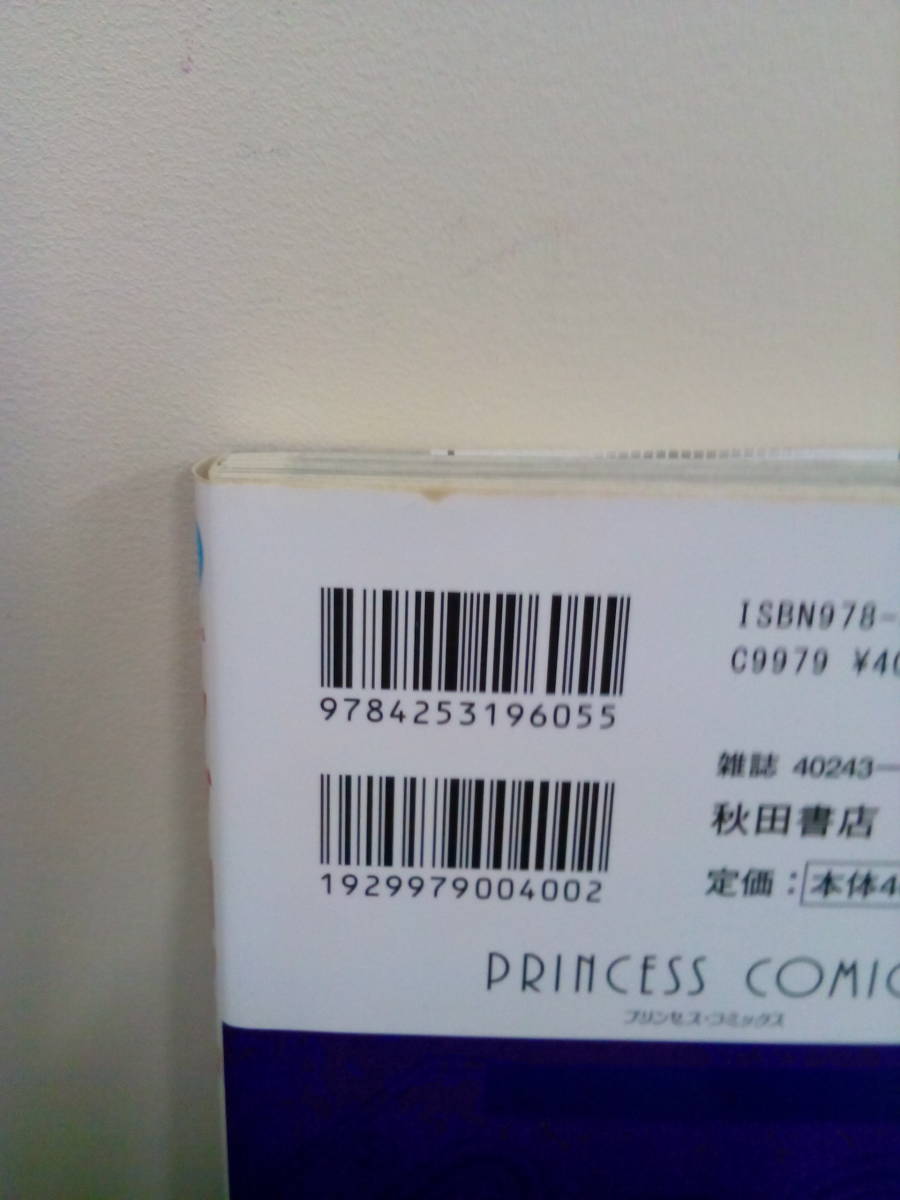 9784253196055
ISBN978-
C9979 ¥40
1929979004002
雑誌 40243—
秋田書店
定価：本体4
PRINCESS COMIC
プリンセス・コミックス